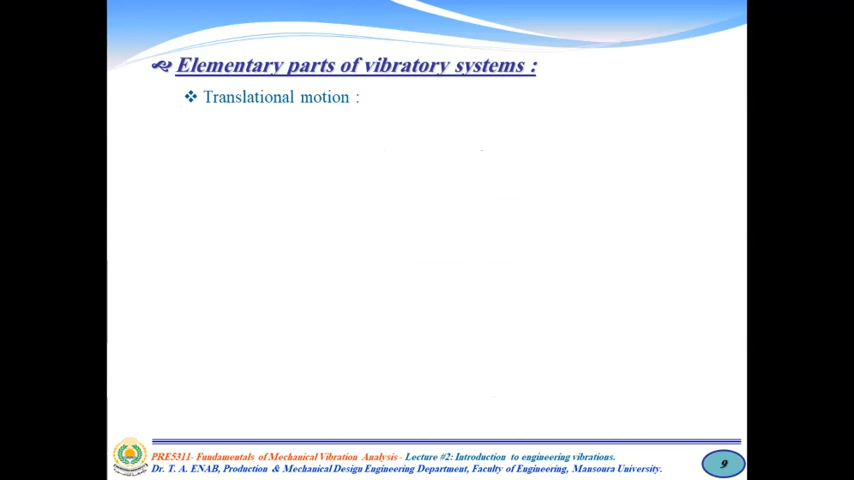 Elementary parts of vibratory systems :
Translational motion :
PRE5311- Fundamentals of Mechanical Vibration Analysis - Lecture #2: Introduction to engineering vibrations.
Dr. T. A. ENAB, Production & Mechanical Design Engineering Department, Faculty of Engineering, Mansoura University.
9